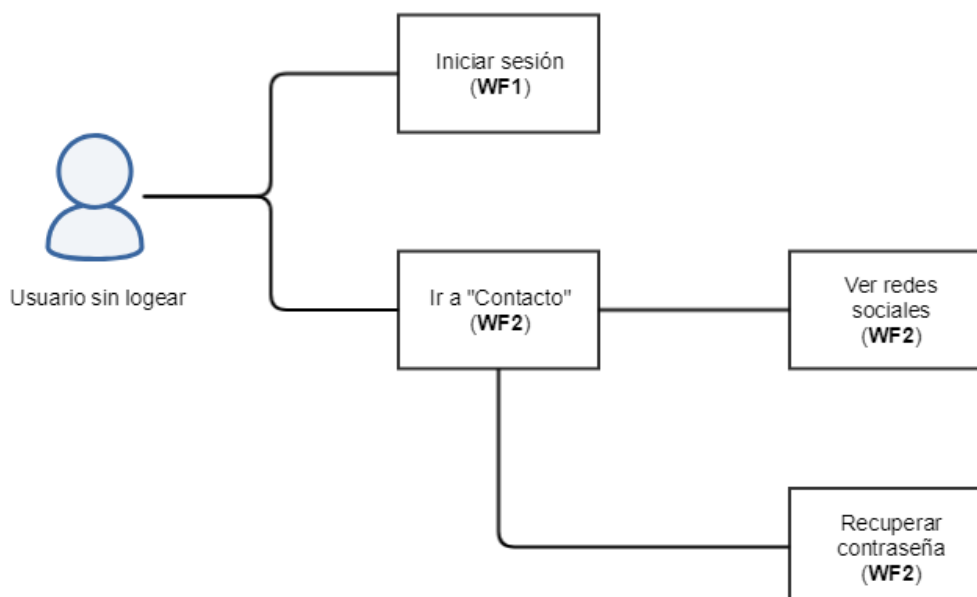 Iniciar sesión
(WF1)
Usuario sin logear
Ir a "Contacto"
(WF2)
Ver redes
sociales
(WF2)
Recuperar
contraseña
(WF2)